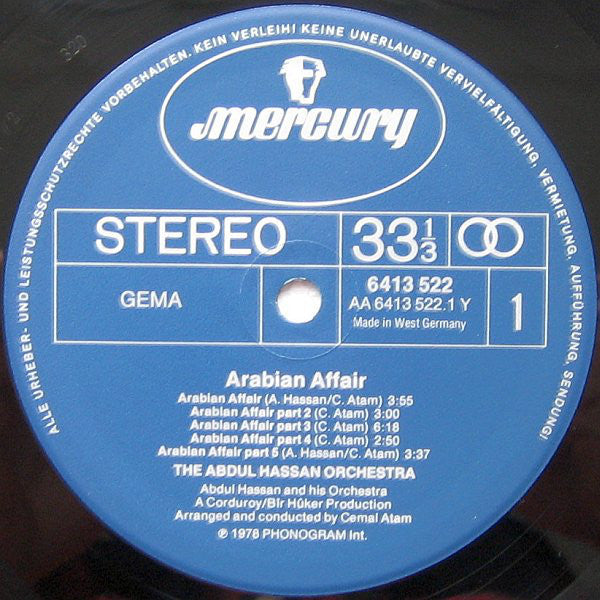 ALLE URHEBER- UND LEISTUNGSSCHUTZRECHTE VORBEHALTEN. KEIN VERLEIH! KEINE UNERLAUBTE VERVIELFÄLTIGUNG, VERMIETUNG, AUFFÜHRUNG, SENDUNG!
mercury
STEREO
33 1/3
GEMA
6413 522
AA 6413 522.1 Y
Made in West Germany
1
Arabian Affair
Arabian Affair (A. Hassan/C. Atam) 3:55
Arabian Affair part 2 (C. Atam) 3:00
Arabian Affair part 3 (C. Atam) 6:18
Arabian Affair part 4 (C. Atam) 2:50
Arabian Affair part 5 (A. Hassan/C. Atam) 3:37
THE ABDUL HASSAN ORCHESTRA
Abdul Hassan and his Orchestra
A Corduroy/Bir Hûker Production
Arranged and conducted by Cemal Atam
℗ 1978 PHONOGRAM Int.